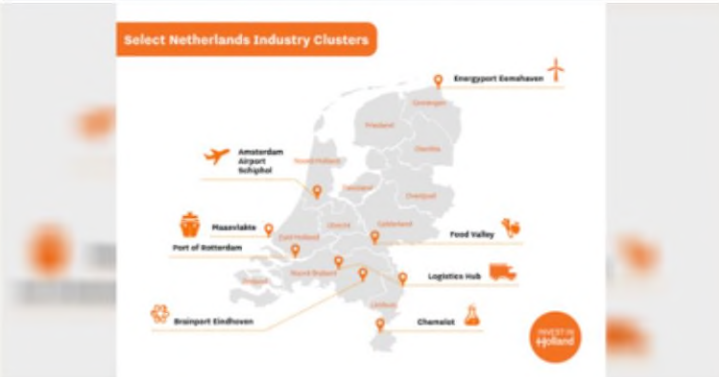 Select Netherlands Industry Clusters
Energyport Eemshaven
Groningen
Friesland
Drenthe
Amsterdam
Airport
Schiphol
Noord-Holland
Flevoland
Overijssel
Utrecht
Gelderland
Maasvlakte
Zuid-Holland
Food Valley
Port of Rotterdam
Noord-Brabant
Logistics Hub
Zeeland
Limburg
Brainport Eindhoven
Chemelot
INVEST IN
Holland